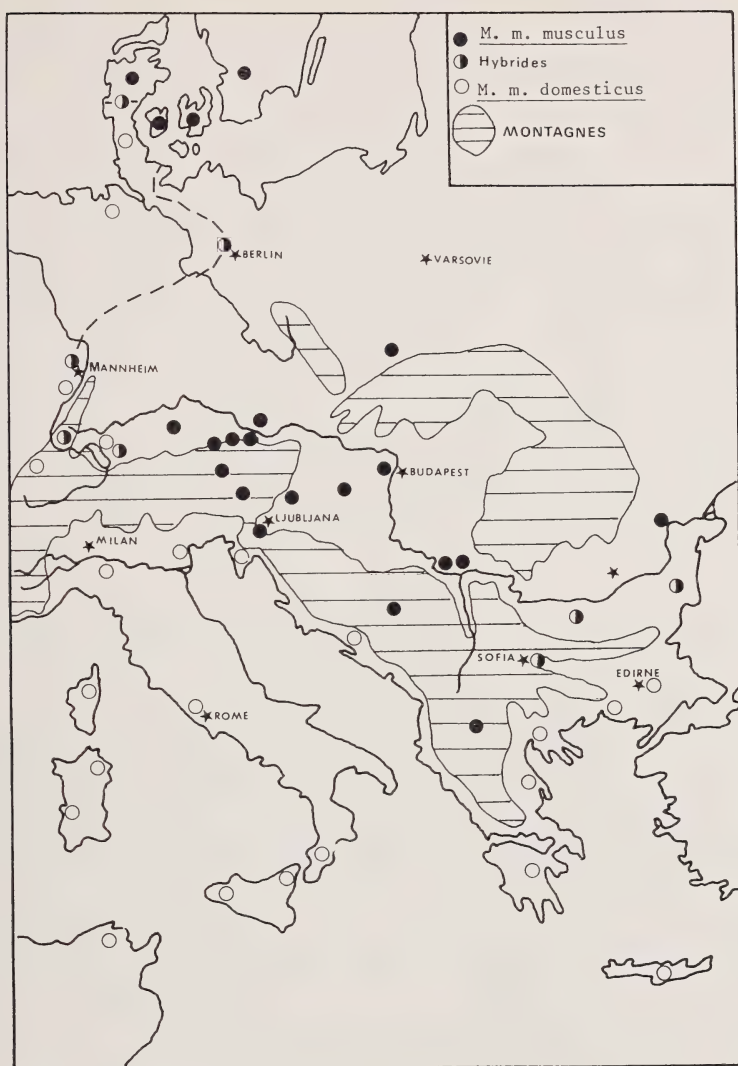 M. m. musculus
Hybrides
M. m. domesticus
MONTAGNES
BERLIN
VARSOVIE
MANNHEIM
BUDAPEST
LJUBLJANA
MILAN
SOFIA
EDIRNE
ROME